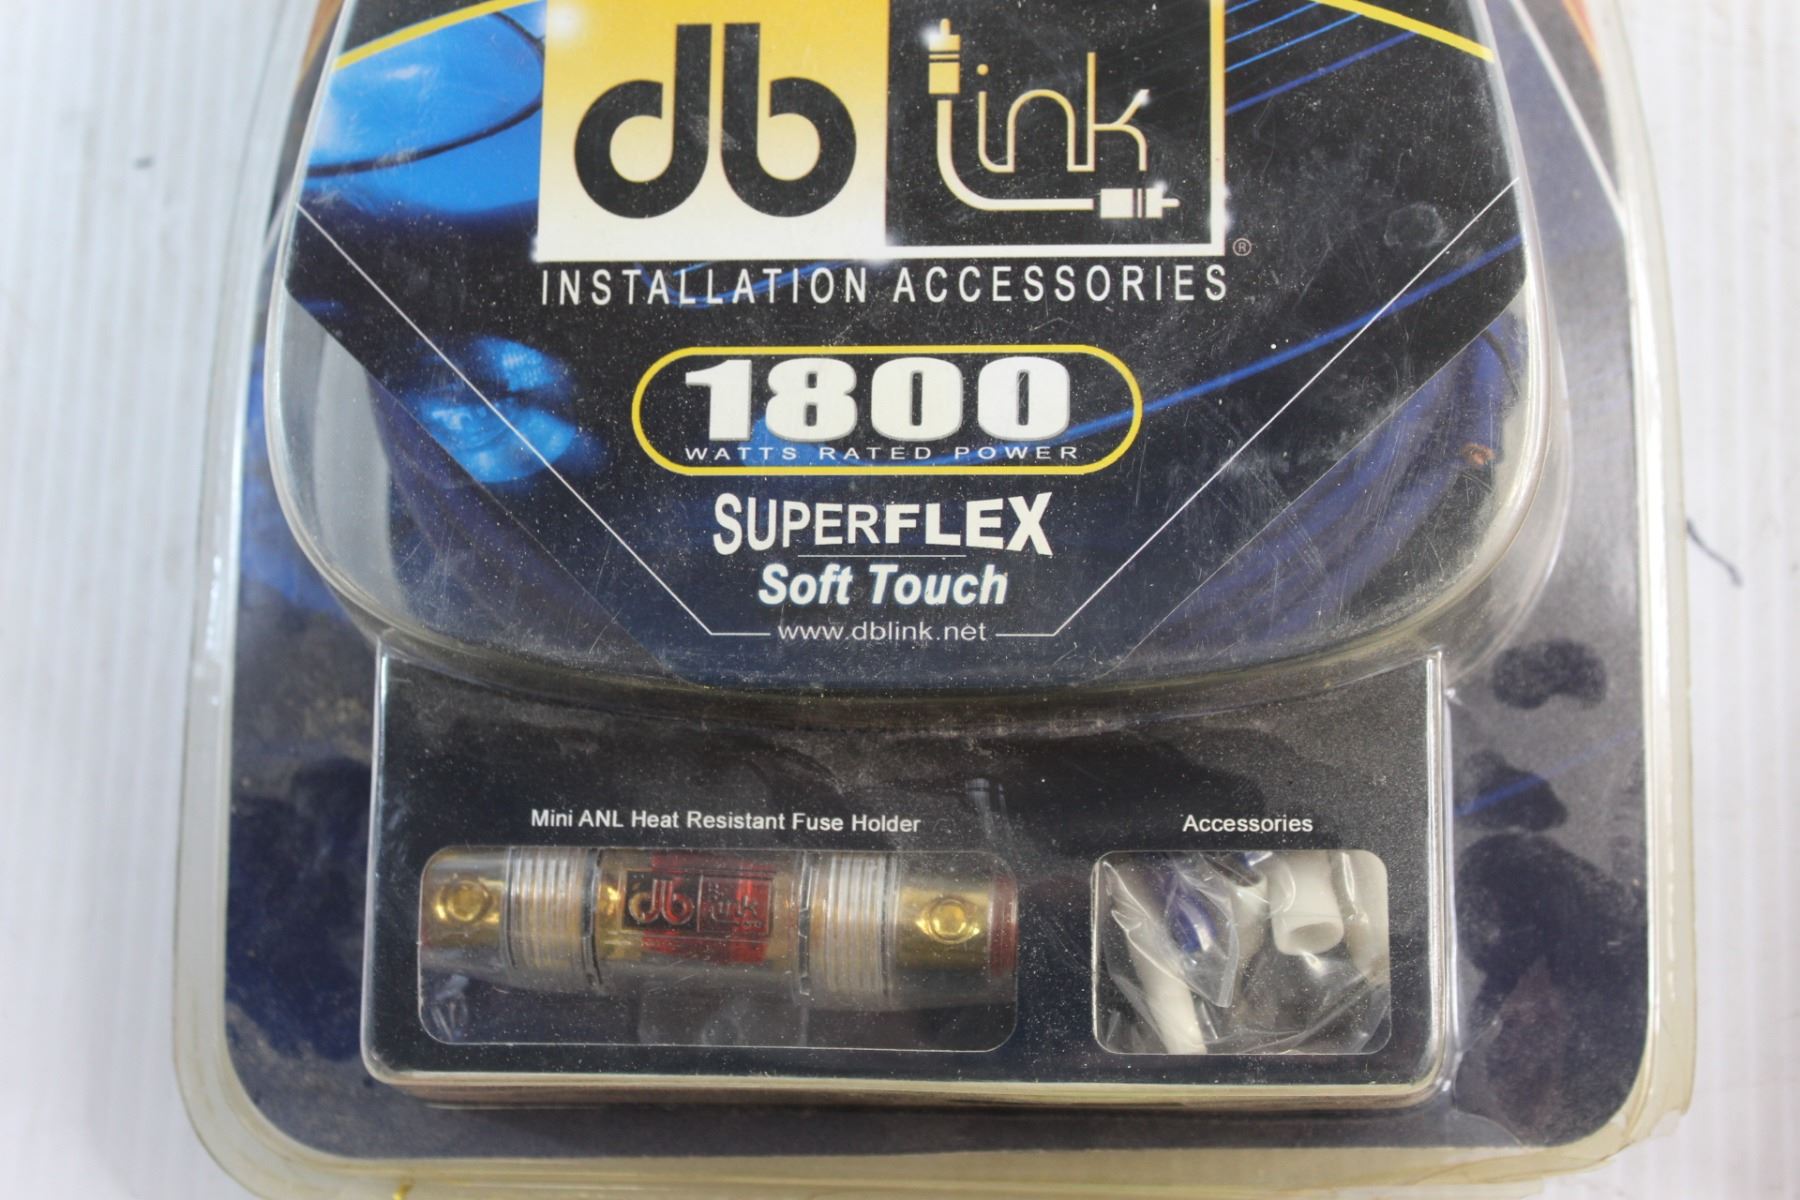 db Link
®
INSTALLATION ACCESSORIES
1800
WATTS RATED POWER
SUPERFLEX
Soft Touch
www.dblink.net
Mini ANL Heat Resistant Fuse Holder
Accessories
db Link